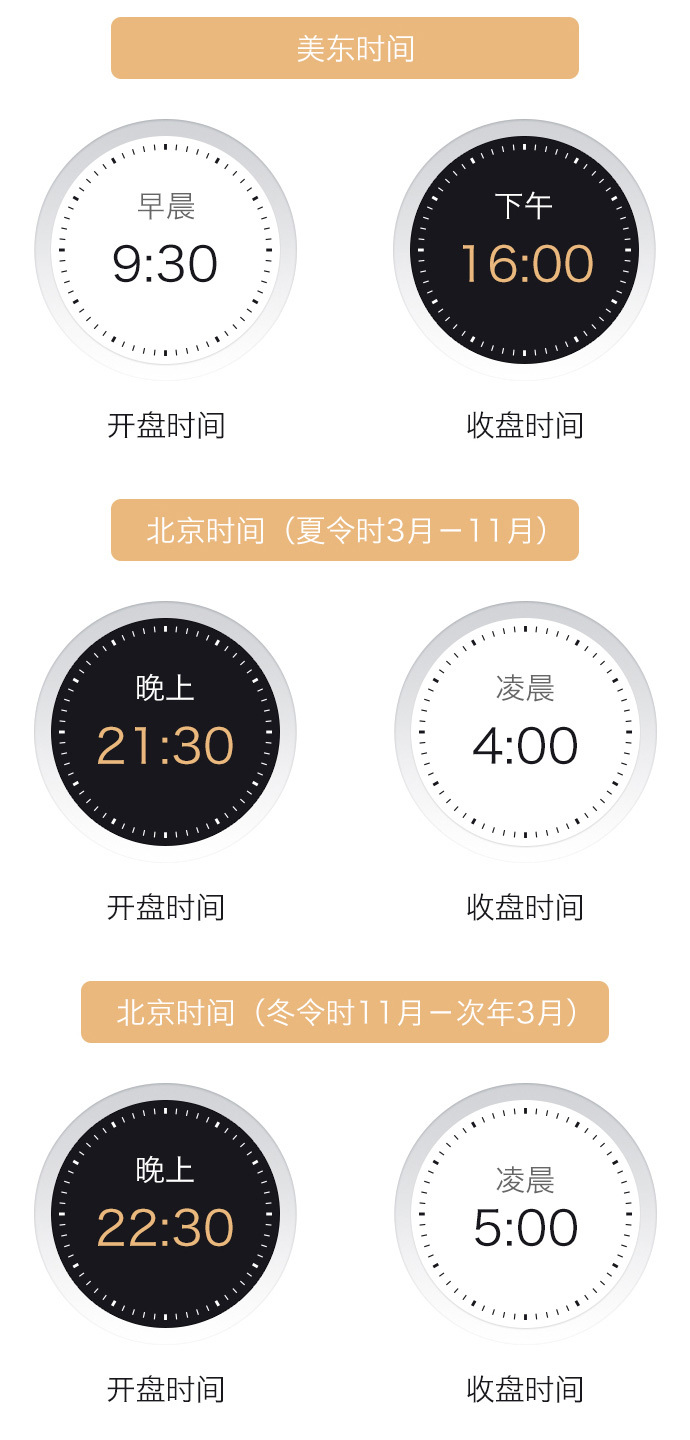 美东时间
早晨
9:30
下午
16:00
开盘时间
收盘时间
北京时间（夏令时3月－11月）
晚上
21:30
凌晨
4:00
开盘时间
收盘时间
北京时间（冬令时11月－次年3月）
晚上
22:30
凌晨
5:00
开盘时间
收盘时间